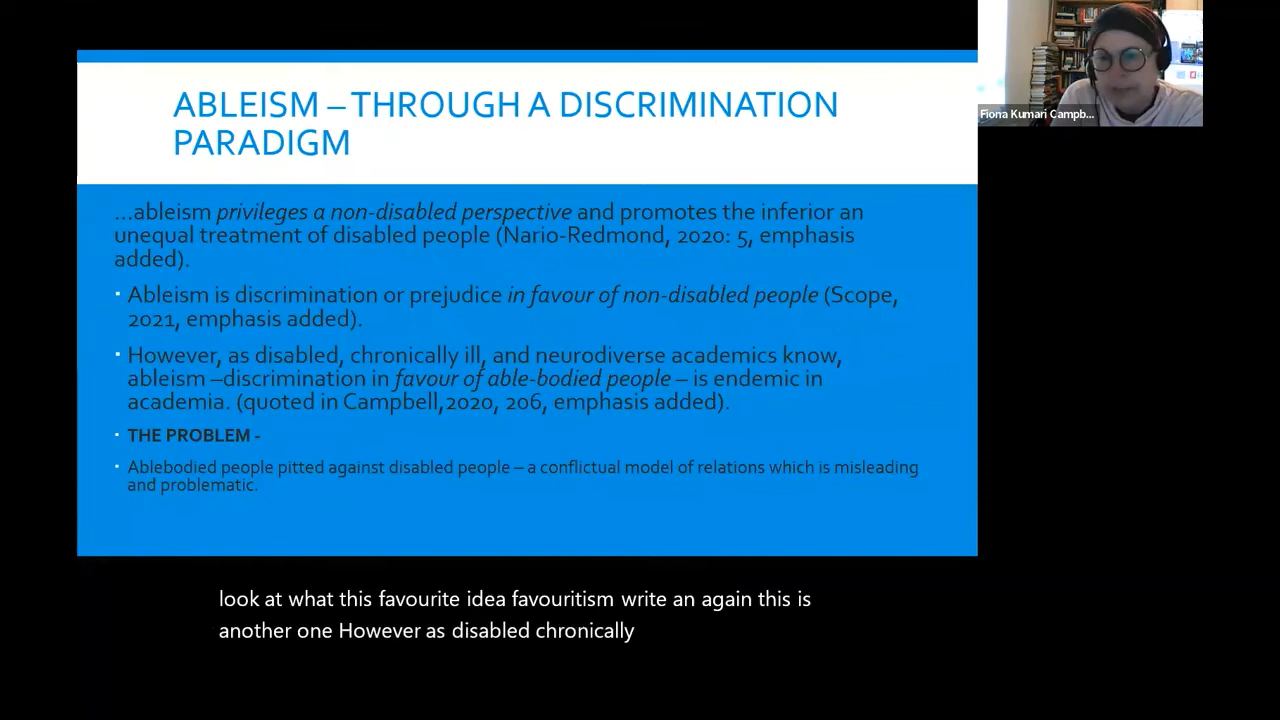 ABLEISM – THROUGH A DISCRIMINATION
PARADIGM
Fiona Kumari Campb...
...ableism privileges a non-disabled perspective and promotes the inferior an
unequal treatment of disabled people (Nario-Redmond, 2020: 5, emphasis
added).
Ableism is discrimination or prejudice in favour of non-disabled people (Scope,
2021, emphasis added).
However, as disabled, chronically ill, and neurodiverse academics know,
ableism –discrimination in favour of able-bodied people – is endemic in
academia. (quoted in Campbell,2020, 206, emphasis added).
THE PROBLEM -
Ablebodied people pitted against disabled people – a conflictual model of relations which is misleading
and problematic.
look at what this favourite idea favouritism write an again this is
another one However as disabled chronically